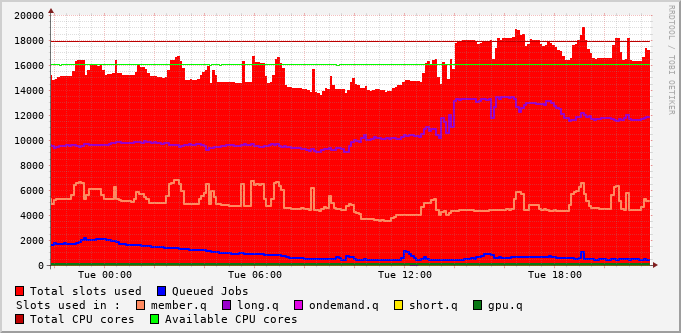 20000
18000
16000
14000
12000
10000
8000
6000
4000
2000
0
Tue 00:00 Tue 06:00 Tue 12:00 Tue 18:00
Total slots used Queued Jobs
Slots used in : member.q long.q ondemand.q short.q gpu.q
Total CPU cores Available CPU cores
RRDTOOL / TOBI OETIKER